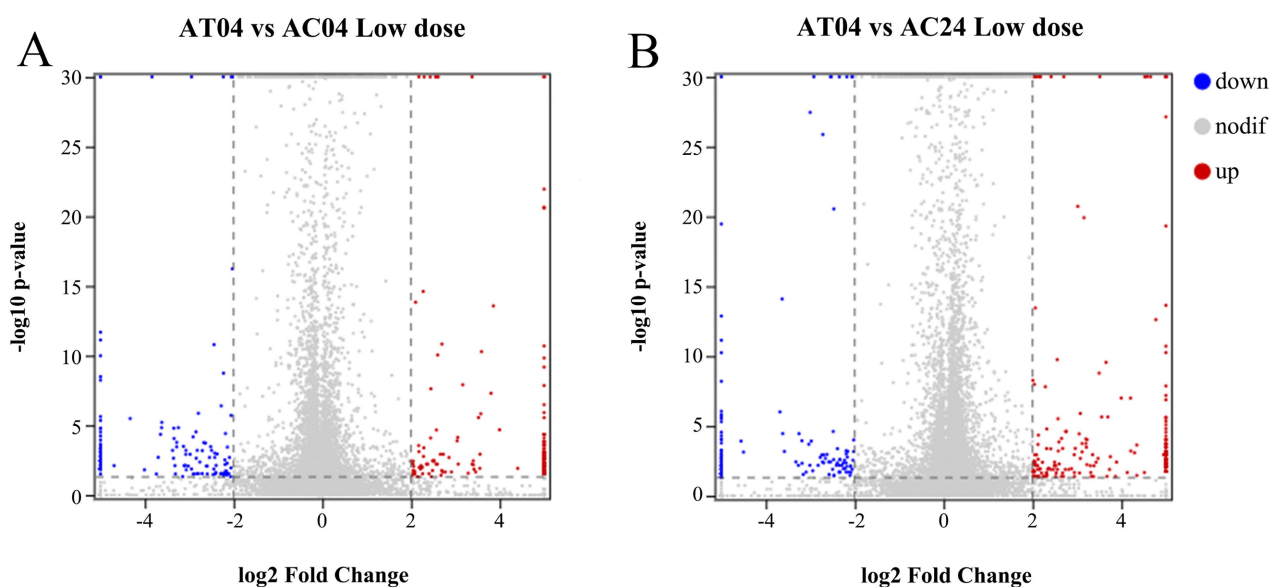 A
AT04 vs AC04 Low dose
-log10 p-value
30
25
20
15
10
5
0
-4
-2
0
2
4
log2 Fold Change
B
AT04 vs AC24 Low dose
-log10 p-value
30
25
20
15
10
5
0
-4
-2
0
2
4
log2 Fold Change
down
nodif
up